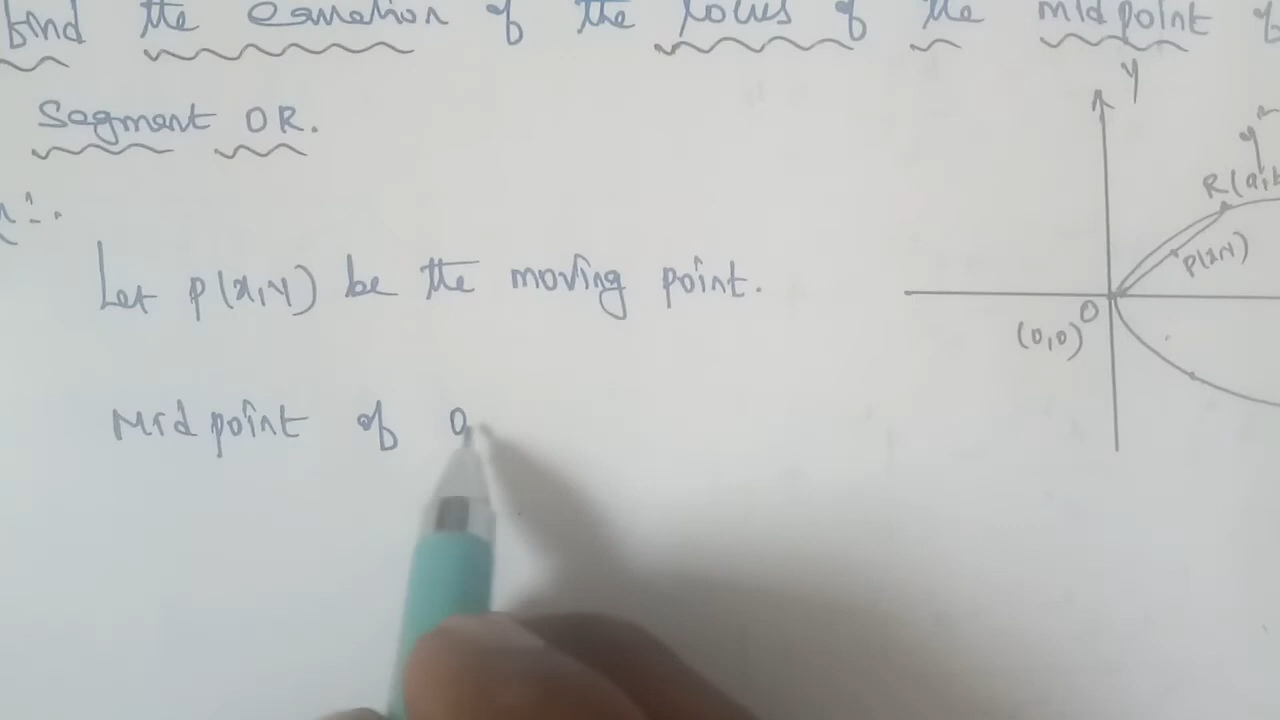 find the Equation of the Locus of the midpoint of
Segment OR.
Let P(x,y) be the moving point.
Midpoint of O
y
R(a,b
P(x,y)
O
(0,0)